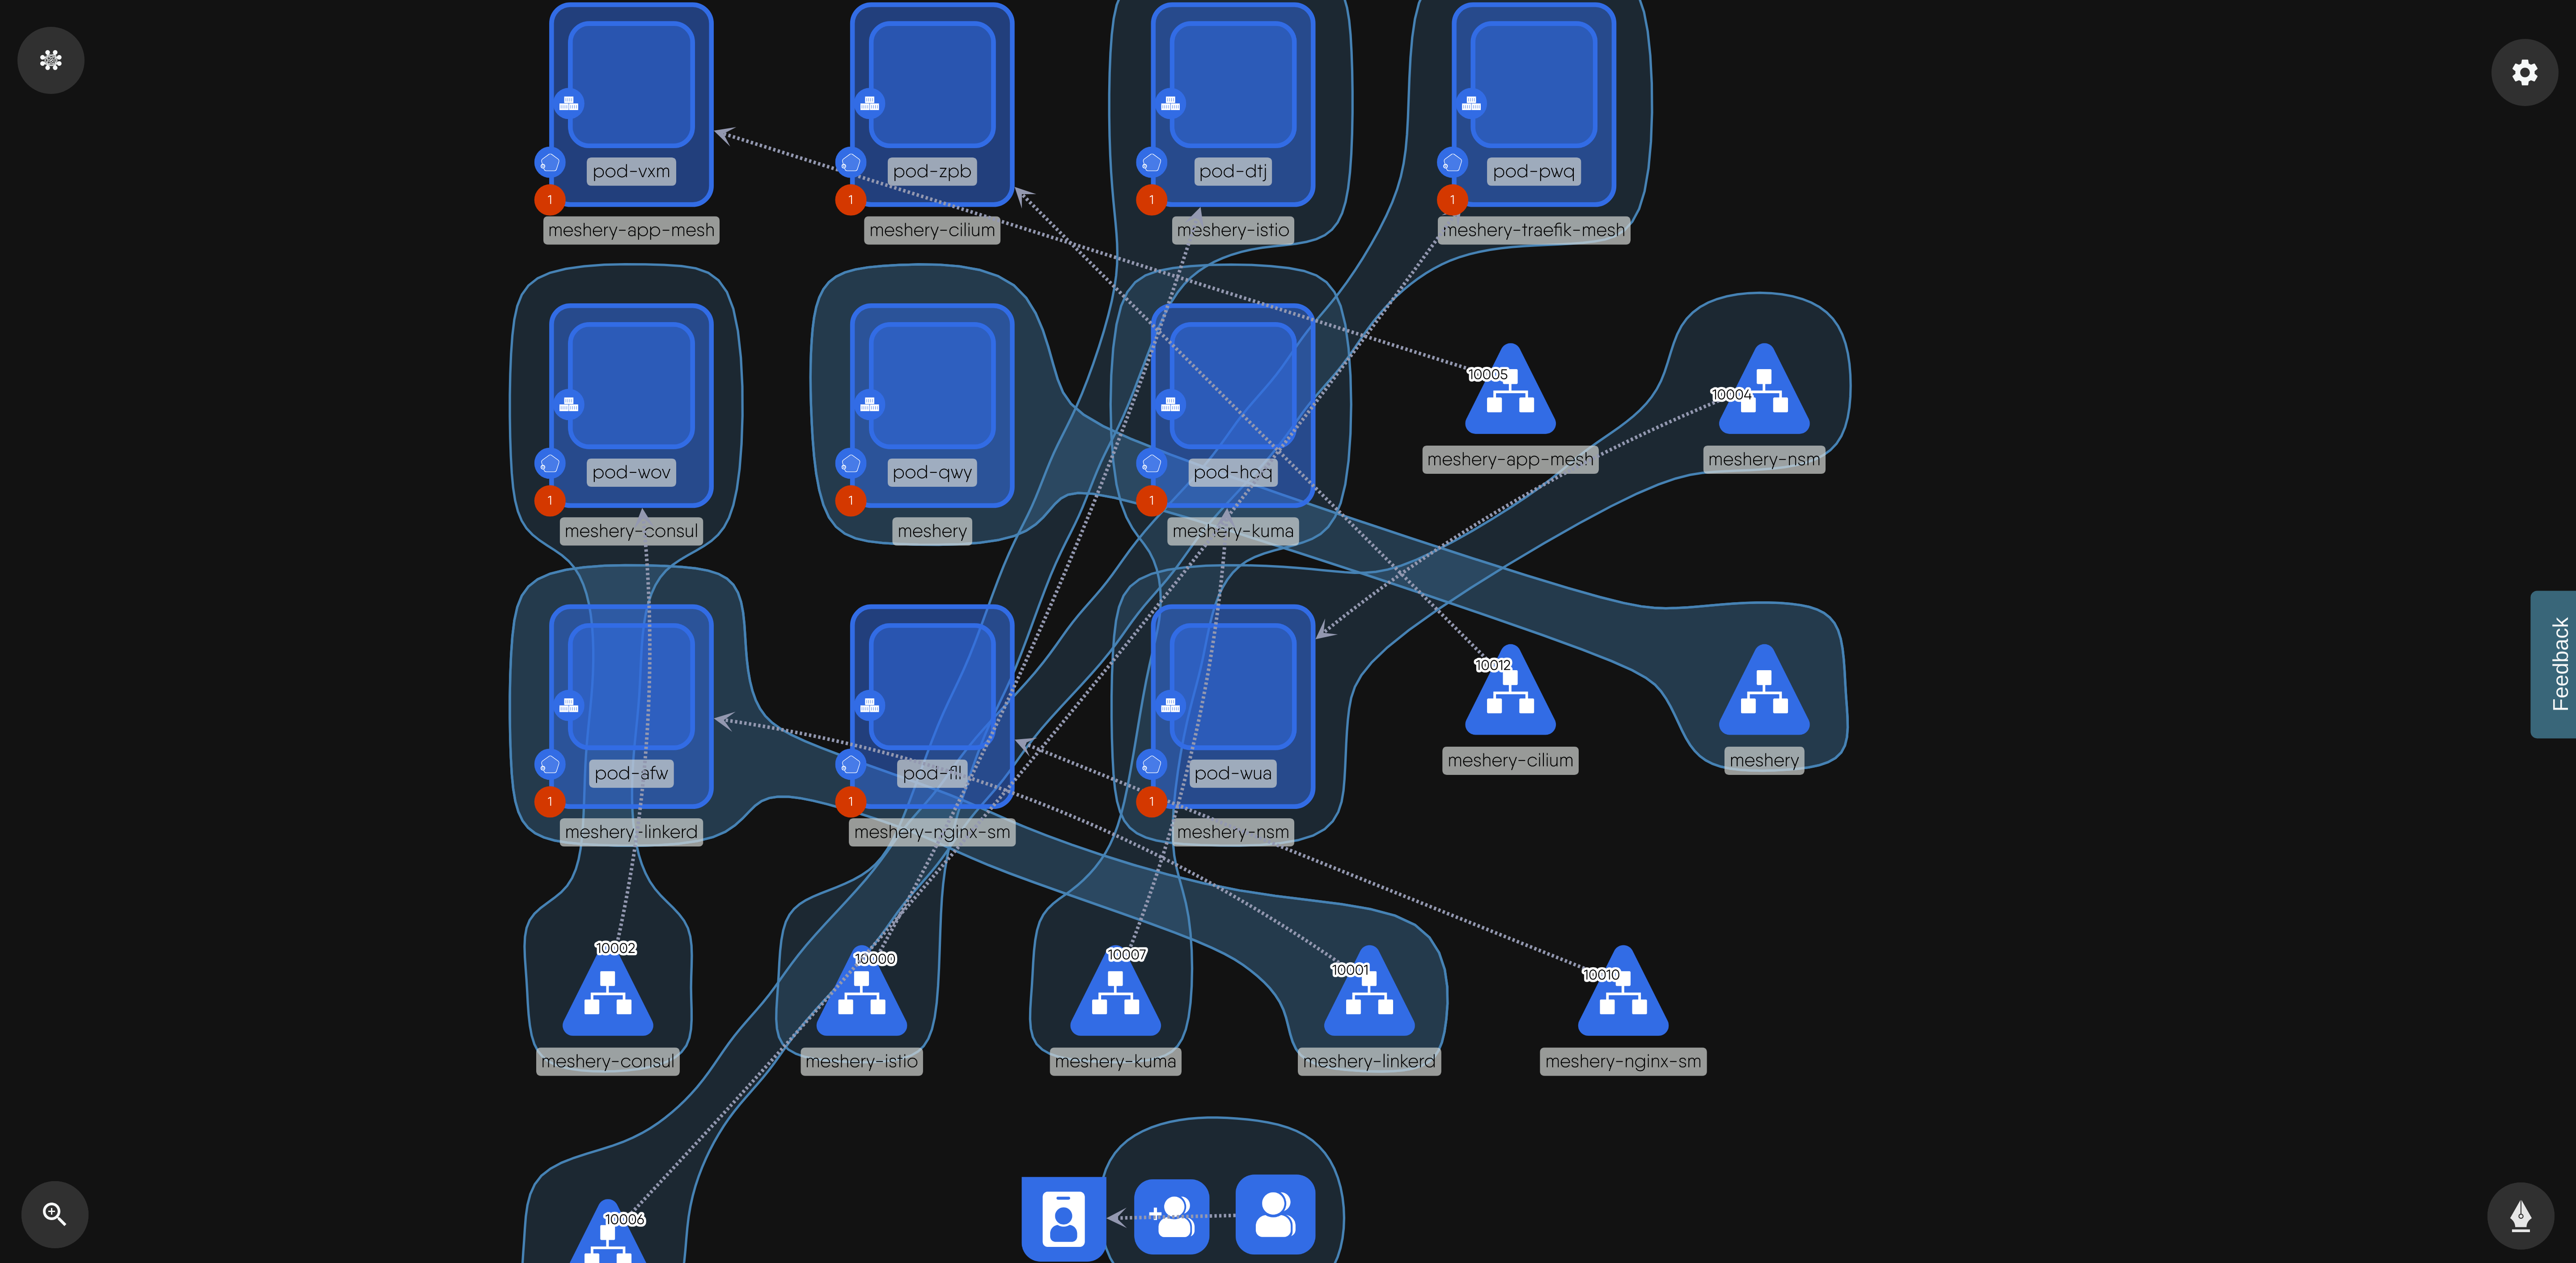 pod-vxm
pod-zpb
pod-dtj
pod-pwq
1
1
1
1
meshery-app-mesh
meshery-cilium
meshery-istio
meshery-traefik-mesh
10005
10004
pod-wov
pod-qwy
pod-hoq
meshery-app-mesh
meshery-nsm
1
1
1
meshery-consul
meshery
meshery-kuma
10012
pod-afw
pod-fll
pod-wua
meshery-cilium
meshery
1
1
1
meshery-linkerd
meshery-nginx-sm
meshery-nsm
Feedback
10002
10000
10007
10001
10010
meshery-consul
meshery-istio
meshery-kuma
meshery-linkerd
meshery-nginx-sm
10006